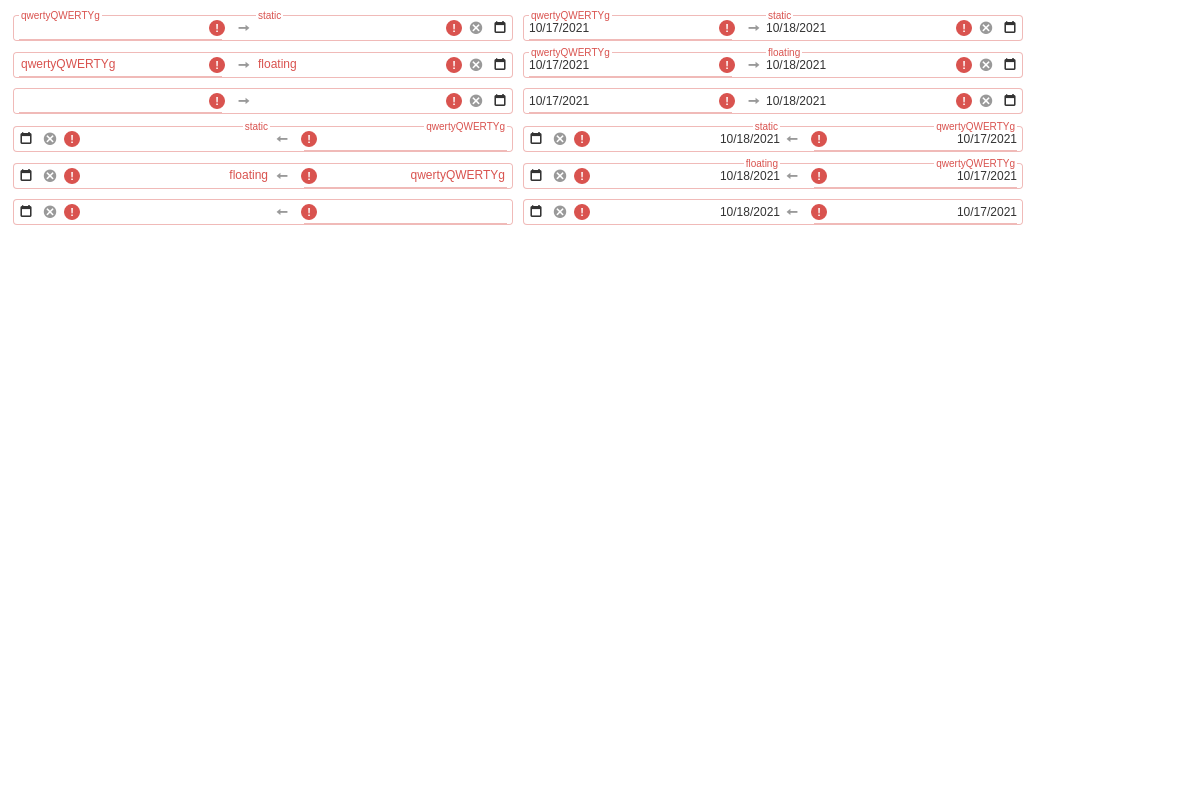 qwertyQWERTYg static qwertyQWERTYg static
10/17/2021 10/18/2021
qwertyQWERTYg floating
qwertyQWERTYg floating 10/17/2021 10/18/2021
10/17/2021 10/18/2021
static qwertyQWERTYg static qwertyQWERTYg
10/18/2021 10/17/2021
floating qwertyQWERTYg
floating qwertyQWERTYg 10/18/2021 10/17/2021
10/18/2021 10/17/2021